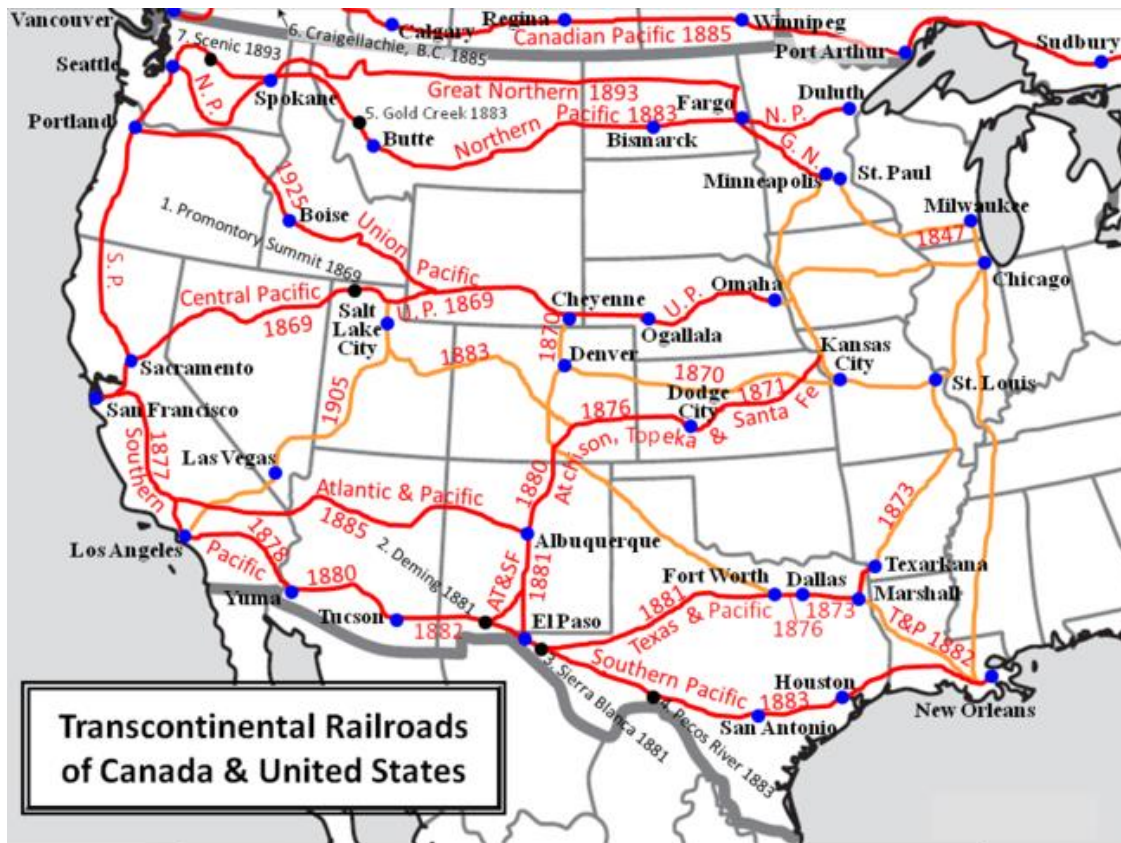 Vancouver
Calgary
Regina
Winnipeg
Canadian Pacific 1885
Port Arthur
Sudbury
7. Scenic 1893
6. Craigellachie, B.C. 1885
Seattle
N. P.
Spokane
Great Northern 1893
Fargo
Duluth
N. P.
Portland
5. Gold Creek 1883
Butte
Northern Pacific 1883
Bismarck
G. N.
Minneapolis
St. Paul
Milwaukee
1847
Chicago
1925
Boise
1. Promontory Summit 1869
Union Pacific
S. P.
Central Pacific
1869
Salt
Lake
City
U. P. 1869
Cheyenne
U. P.
Omaha
Ogallala
1870
Denver
Kansas
City
St. Louis
Sacramento
San Francisco
1883
1870
Dodge
City
1871
1876
Atchison, Topeka & Santa Fe
1905
Las Vegas
1877
Southern Pacific
Los Angeles
1878
Atlantic & Pacific
1885
1880
Albuquerque
2. Deming 1881
AT&SF
1881
1873
Texarkana
Yuma
1880
Tucson
1882
El Paso
Fort Worth
Dallas
Marshall
1881
Texas & Pacific
1873
1876
T&P 1882
3. Sierra Blanca 1881
Southern Pacific
1883
4. Pecos River 1883
San Antonio
Houston
New Orleans
Transcontinental Railroads
of Canada & United States